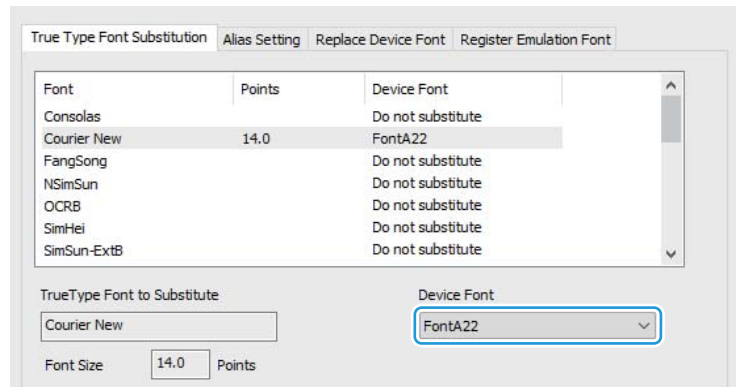 True Type Font Substitution Alias Setting Replace Device Font Register Emulation Font
Font Points Device Font
Consolas Do not substitute
Courier New 14.0 FontA22
FangSong Do not substitute
NSimSun Do not substitute
OCRB Do not substitute
SimHei Do not substitute
SimSun-ExtB Do not substitute
TrueType Font to Substitute Device Font
Courier New FontA22
Font Size 14.0 Points